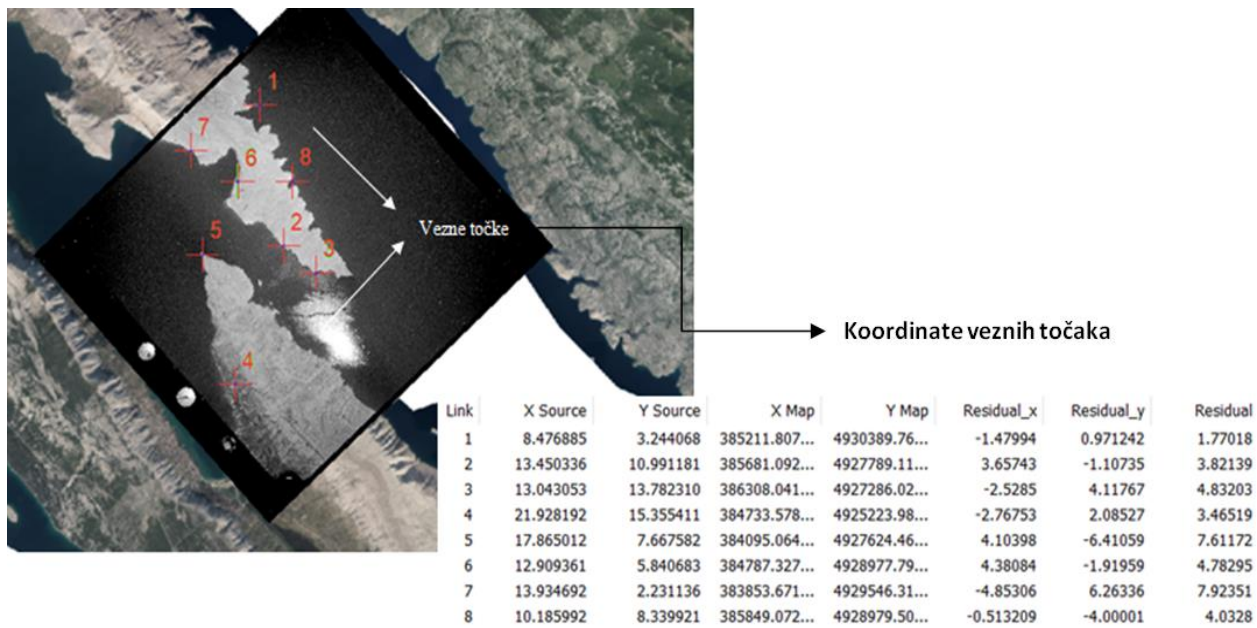 1
7
6
8
5
2
3
4
Vezne točke
Koordinate veznih točaka
Link X Source Y Source X Map Y Map Residual_x Residual_y Residual
1 8.476885 3.244068 385211.807... 4930389.76... -1.47994 0.971242 1.77018
2 13.450336 10.991181 385681.092... 4927789.11... 3.65743 -1.10735 3.82139
3 13.043053 13.782310 386308.041... 4927286.02... -2.5285 4.11767 4.83203
4 21.928192 15.355411 384733.578... 4925223.98... -2.76753 2.08527 3.46519
5 17.865012 7.667582 384095.064... 4927624.46... 4.10398 -6.41059 7.61172
6 12.909361 5.840683 384787.327... 4928977.79... 4.38084 -1.91959 4.78295
7 13.934692 2.231136 383853.671... 4929546.31... -4.85306 6.26336 7.92351
8 10.185992 8.339921 385849.072... 4928979.50... -0.513209 -4.00001 4.0328